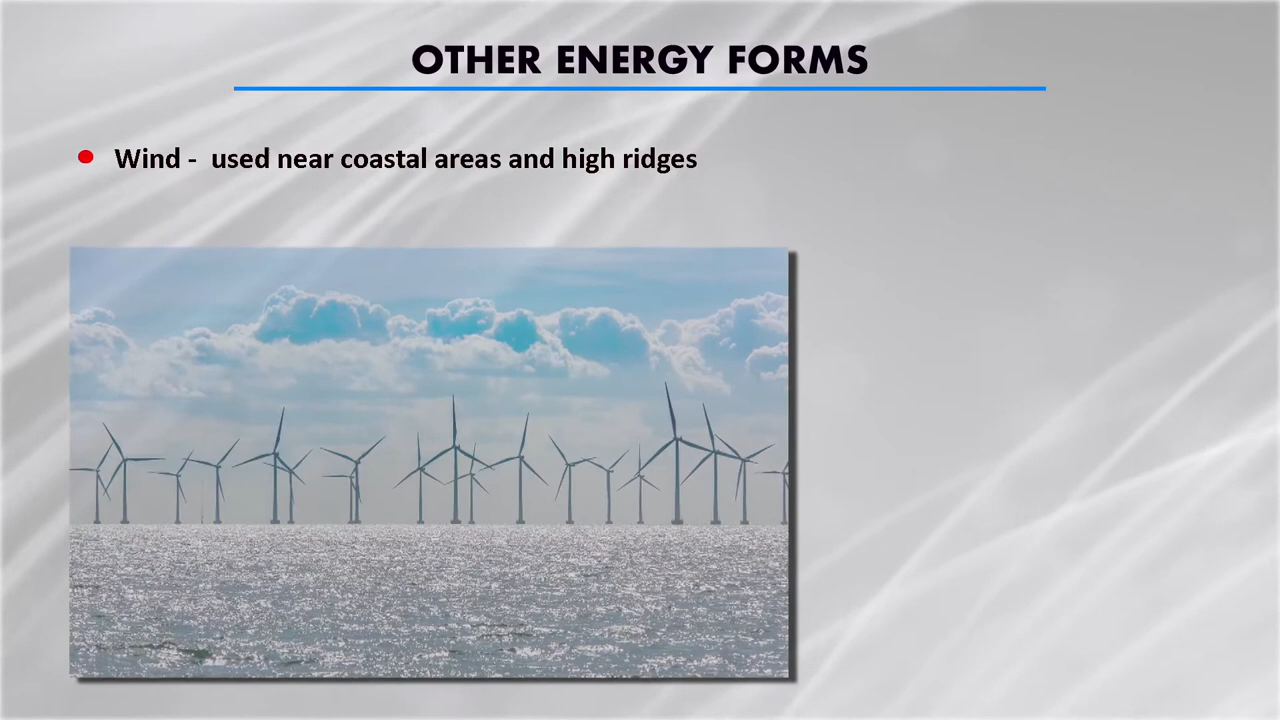 OTHER ENERGY FORMS
Wind -  used near coastal areas and high ridges